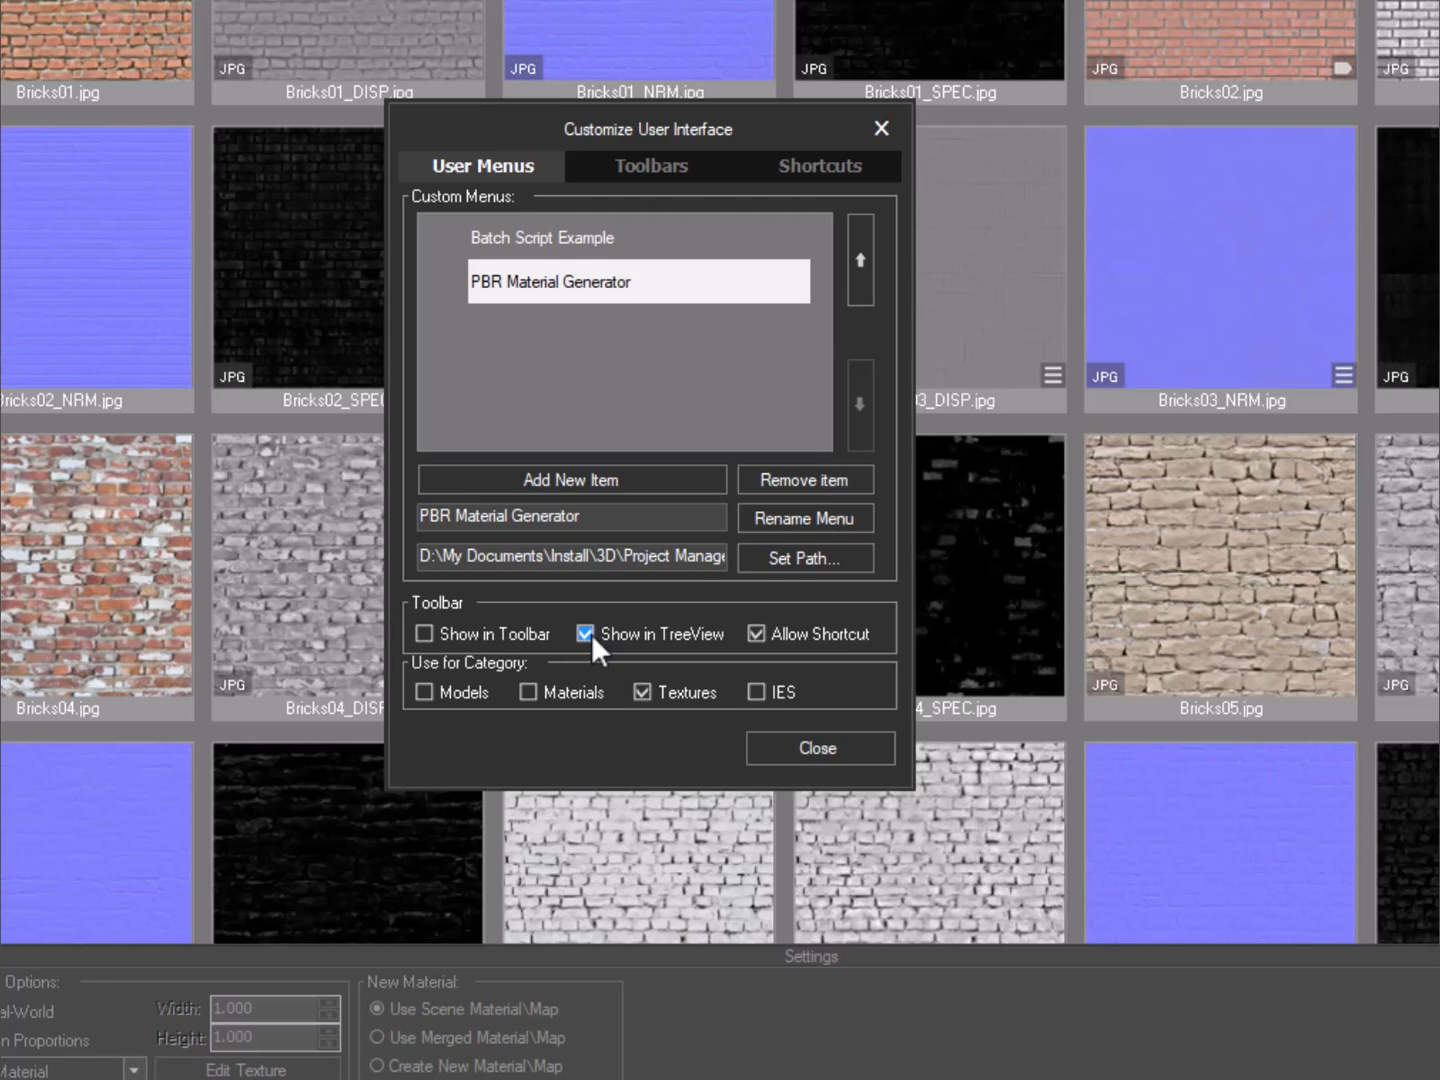 JPG
JPG
JPG
JPG
JPG
Bricks01.jpg
Bricks01_DISP.jpg
Bricks01_NRM.jpg
Bricks01_SPEC.jpg
Bricks02.jpg
Customize User Interface
User Menus
Toolbars
Shortcuts
Custom Menus:
Batch Script Example
PBR Material Generator
JPG
JPG
JPG
ricks02_NRM.jpg
Bricks02_SPEC
3_DISP.jpg
Bricks03_NRM.jpg
Add New Item
Remove item
PBR Material Generator
Rename Menu
D:\My Documents\Install\3D\Project Manage
Set Path...
Toolbar
Show in Toolbar
Show in TreeView
Allow Shortcut
Use for Category:
Models
Materials
Textures
IES
JPG
JPG
JPG
Bricks04.jpg
Bricks04_DISP
4_SPEC.jpg
Bricks05.jpg
Close
Settings
Options:
New Material:
al-World
Width:
1.000
Use Scene Material\Map
n Proportions
Height:
1.000
Use Merged Material\Map
Material
Edit Texture
Create New Material\Map